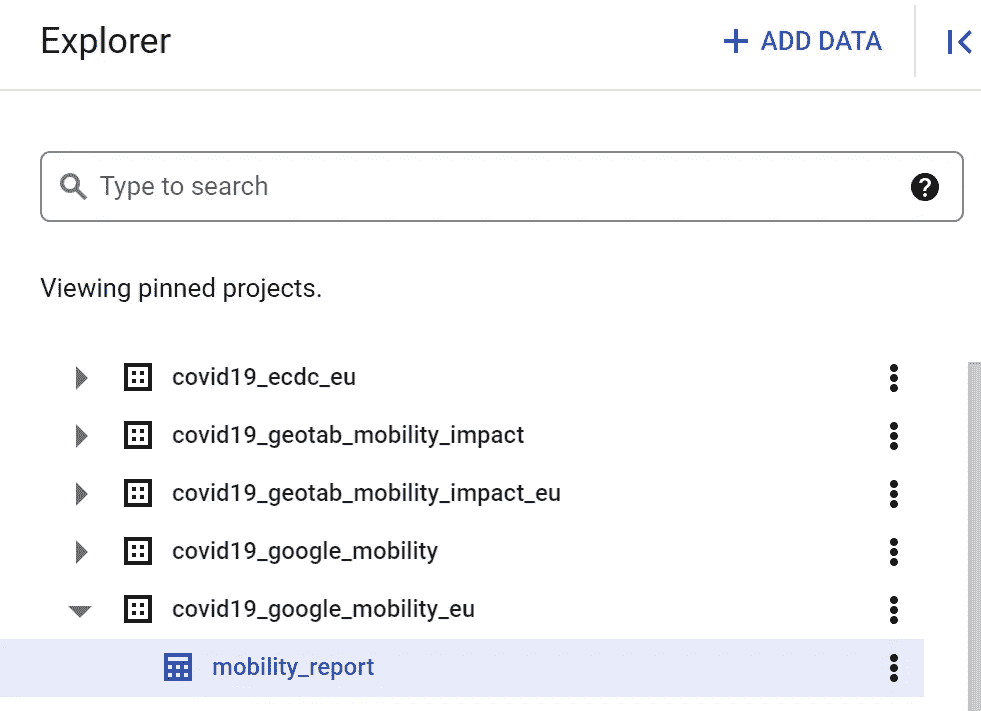 Explorer
+ ADD DATA
Type to search
?
Viewing pinned projects.
covid19_ecdc_eu
covid19_geotab_mobility_impact
covid19_geotab_mobility_impact_eu
covid19_google_mobility
covid19_google_mobility_eu
mobility_report